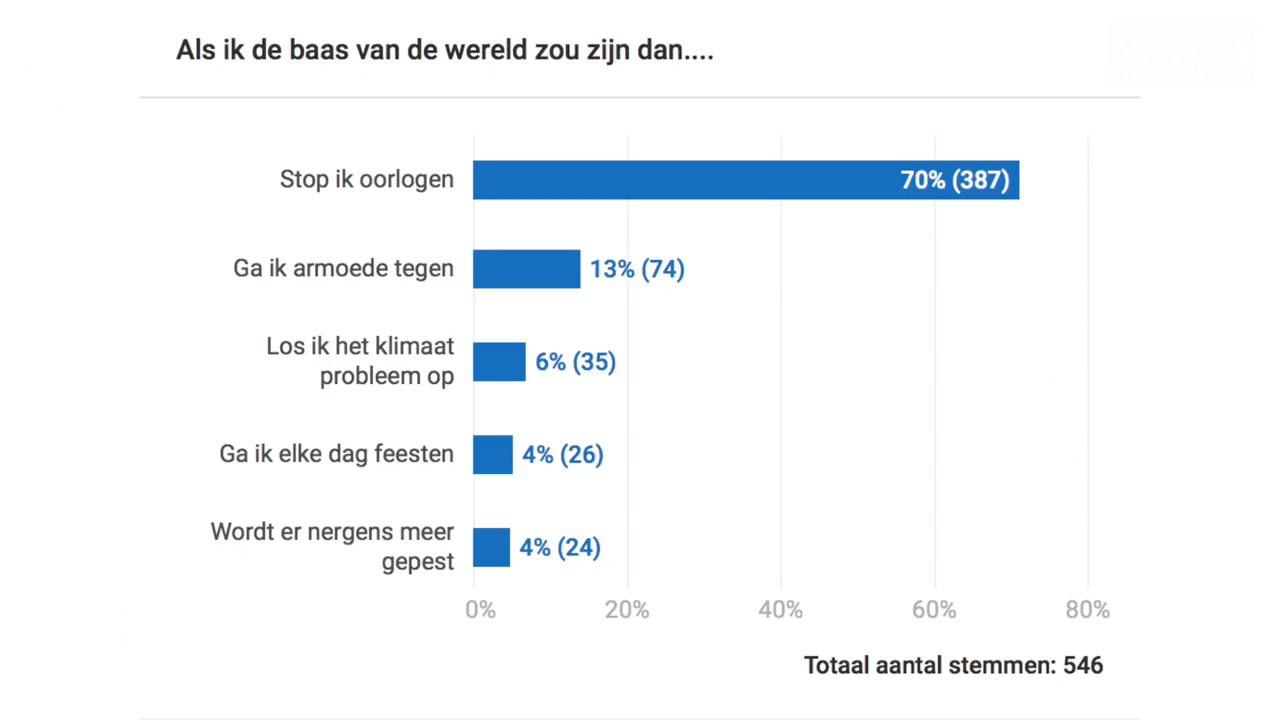 Als ik de baas van de wereld zou zijn dan....
Stop ik oorlogen
70% (387)
Ga ik armoede tegen
13% (74)
Los ik het klimaat
probleem op
6% (35)
Ga ik elke dag feesten
4% (26)
Wordt er nergens meer
gepest
4% (24)
0% 20% 40% 60% 80%
Totaal aantal stemmen: 546